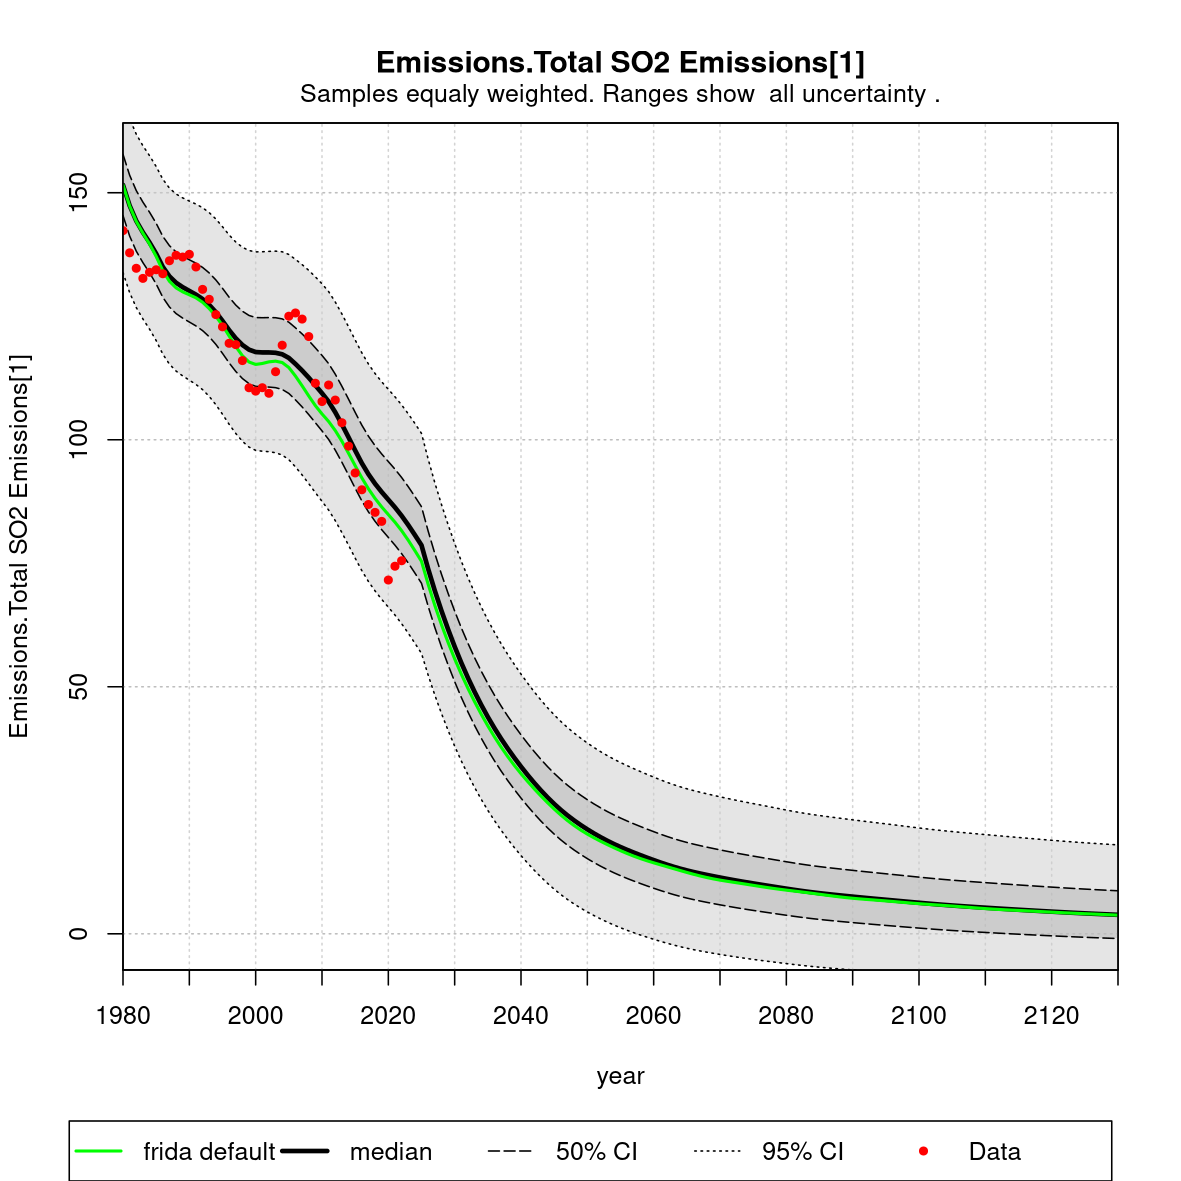 Emissions.Total SO2 Emissions[1]
Samples equaly weighted. Ranges show  all uncertainty .
Emissions.Total SO2 Emissions[1]
150
100
50
0
1980 2000 2020 2040 2060 2080 2100 2120
year
frida default median 50% CI 95% CI Data